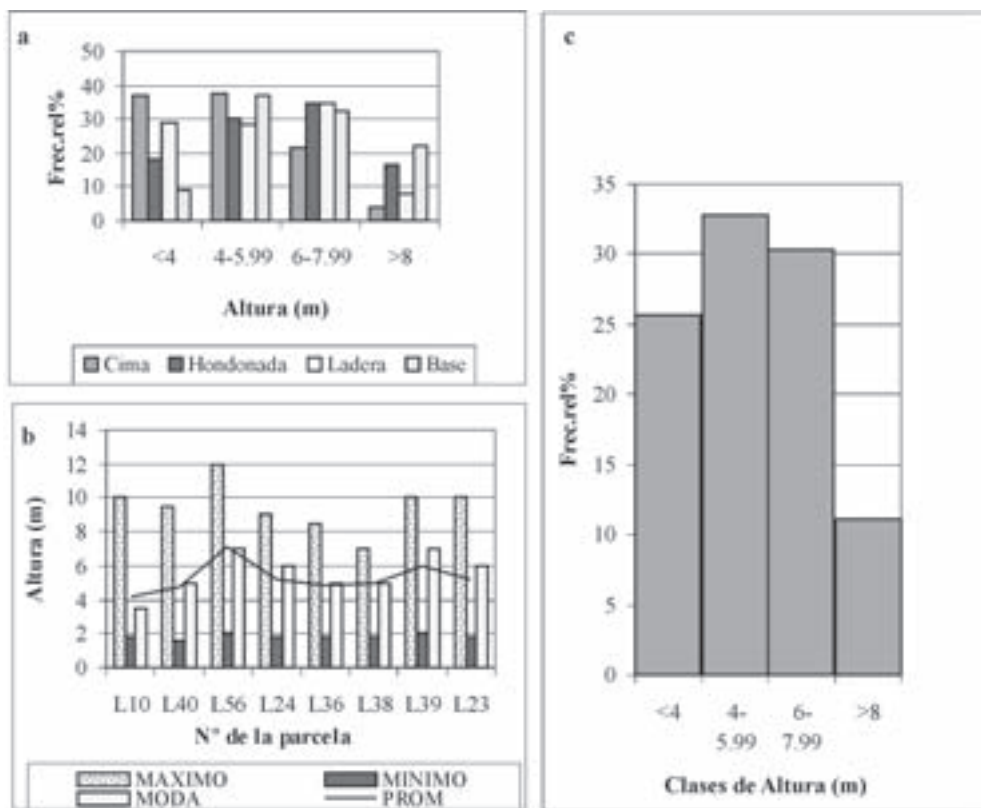 a
50
40
30
20
10
0
Frec.rel%
<4 4-5.99 6-7.99 >8
Altura (m)
Cima Hondonada Ladera Base
b
14
12
10
8
6
4
2
0
Altura (m)
L10 L40 L56 L24 L36 L38 L39 L23
Nº de la parcela
MAXIMO MINIMO
MODA PROM
c
35
30
25
20
15
10
5
0
Frec.rel%
<4 4- 6- >8
5.99 7.99
Clases de Altura (m)